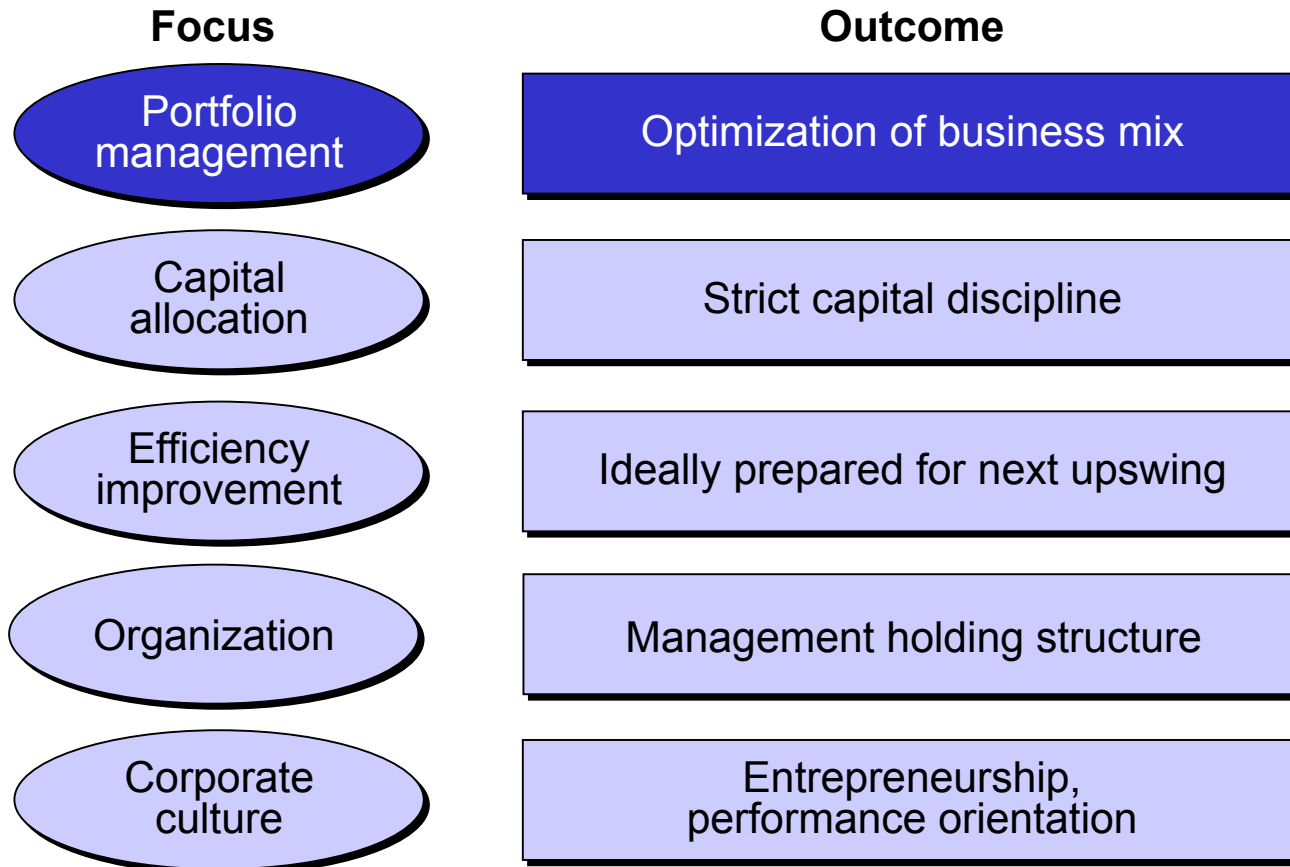 Focus
Outcome
Portfolio
management
Optimization of business mix
Capital
allocation
Strict capital discipline
Efficiency
improvement
Ideally prepared for next upswing
Organization
Management holding structure
Corporate
culture
Entrepreneurship,
performance orientation